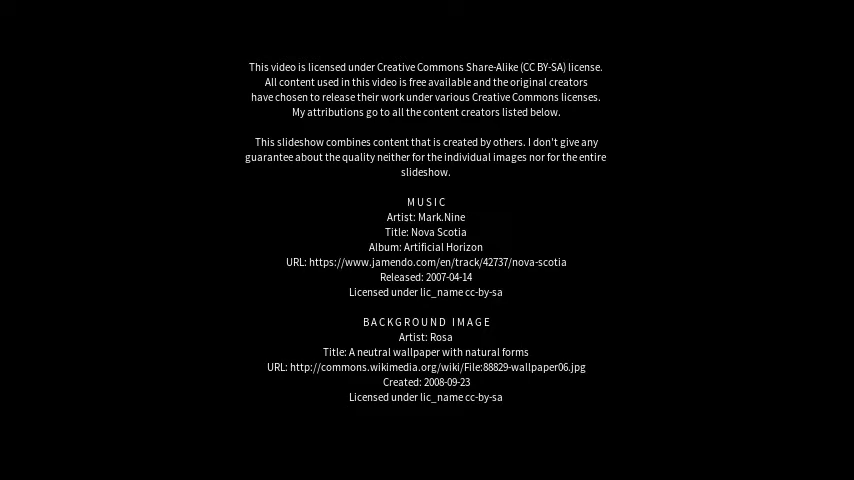 This video is licensed under Creative Commons Share-Alike (CC BY-SA) license.
All content used in this video is free available and the original creators
have chosen to release their work under various Creative Commons licenses.
My attributions go to all the content creators listed below.
This slideshow combines content that is created by others. I don't give any
guarantee about the quality neither for the individual images nor for the entire
slideshow.
MUSIC
Artist: Mark.Nine
Title: Nova Scotia
Album: Artificial Horizon
URL: https://www.jamendo.com/en/track/42737/nova-scotia
Released: 2007-04-14
Licensed under lic_name cc-by-sa
BACKGROUND IMAGE
Artist: Rosa
Title: A neutral wallpaper with natural forms
URL: http://commons.wikimedia.org/wiki/File:88829-wallpaper06.jpg
Created: 2008-09-23
Licensed under lic_name cc-by-sa